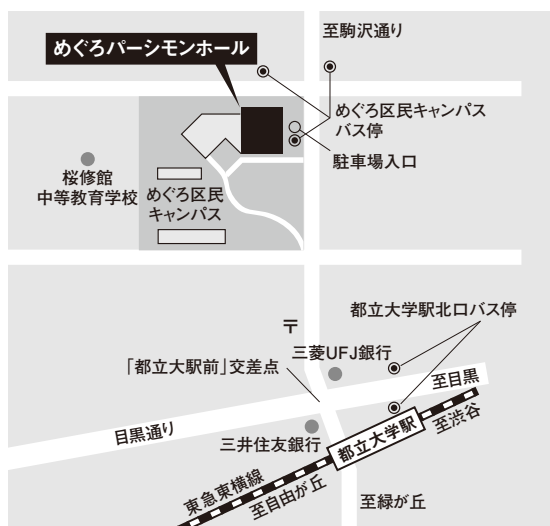 至駒沢通り
めぐろパーシモンホール
めぐろ区民キャンパス
バス停
駐車場入口
桜修館
中等教育学校
めぐろ区民
キャンパス
都立大学駅北口バス停
〒
三菱UFJ銀行
「都立大駅前」交差点
至目黒
目黒通り
三井住友銀行
都立大学駅
至渋谷
東急東横線
至自由が丘
至緑が丘